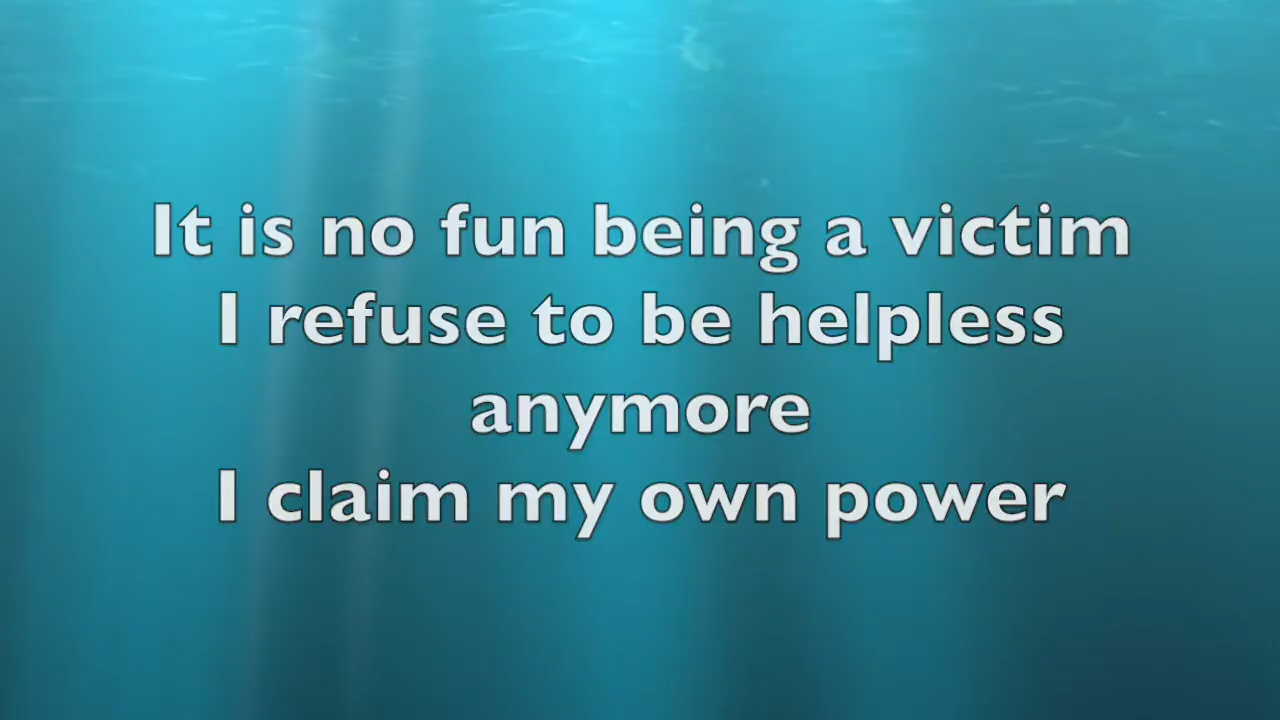 It is no fun being a victim
I refuse to be helpless
anymore
I claim my own power